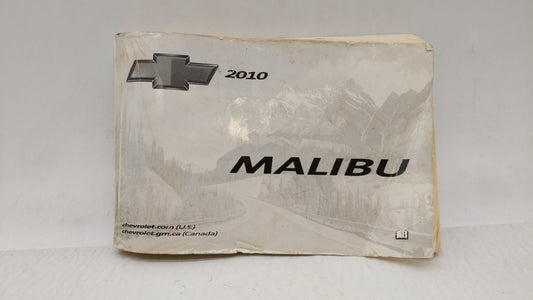 2010
MALIBU
chevrolet.com (U.S.)
chevrolet.gm.ca (Canada)